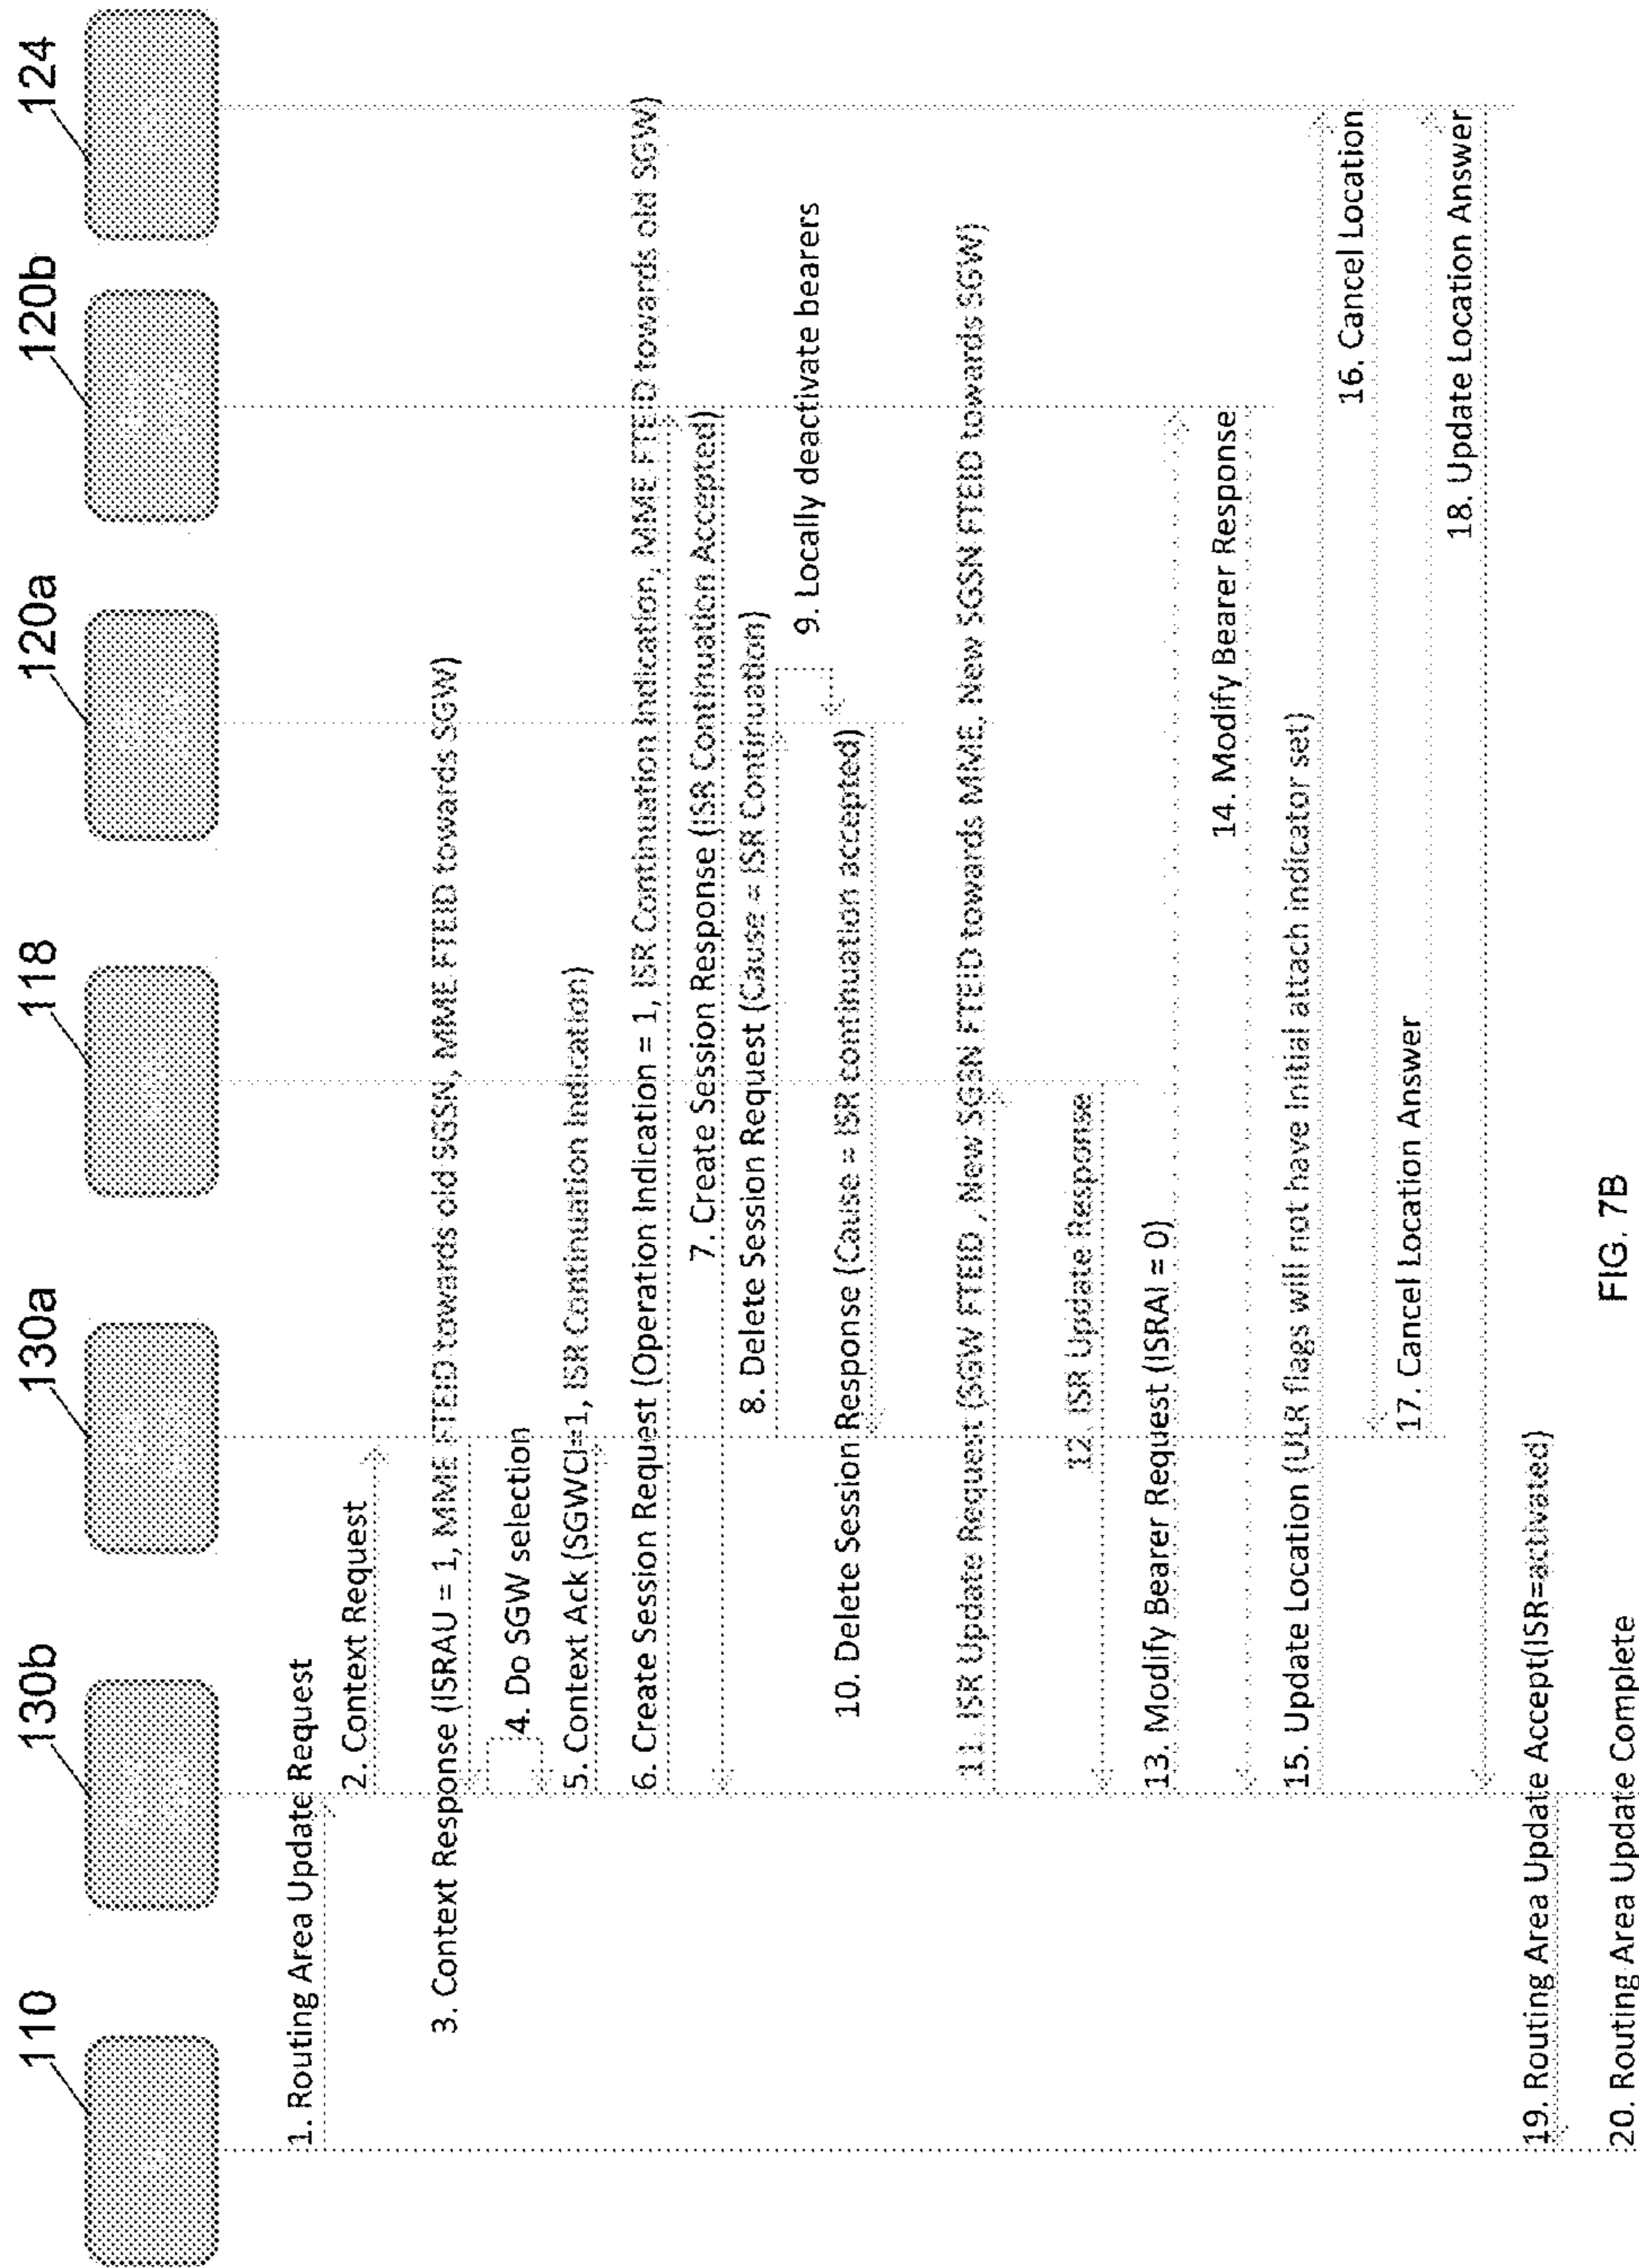 110
130b
130a
118
120a
120b
124
1. Routing Area Update Request
2. Context Request
3. Context Response (ISRAU = 1, MME FTEID towards old SGSN, MME FTEID towards SGW)
4. Do SGW selection
5. Context Ack (SGWCI=1, ISR Continuation Indication)
6. Create Session Request (Operation Indication = 1, ISR Continuation Indication, MME FTEID towards old SGW)
7. Create Session Response (ISR Continuation Accepted)
8. Delete Session Request (Cause = ISR Continuation)
9. Locally deactivate bearers
10. Delete Session Response (Cause = ISR continuation accepted)
11. ISR Update Request (SGW FTEID , New SGSN FTEID towards MME, New SGSN FTEID towards SGW)
12. ISR Update Response
13. Modify Bearer Request (ISRAI = 0)
14. Modify Bearer Response
15. Update Location (ULR flags will not have Initial attach indicator set)
16. Cancel Location
17. Cancel Location Answer
18. Update Location Answer
19. Routing Area Update Accept(ISR=activated)
20. Routing Area Update Complete
FIG. 7B